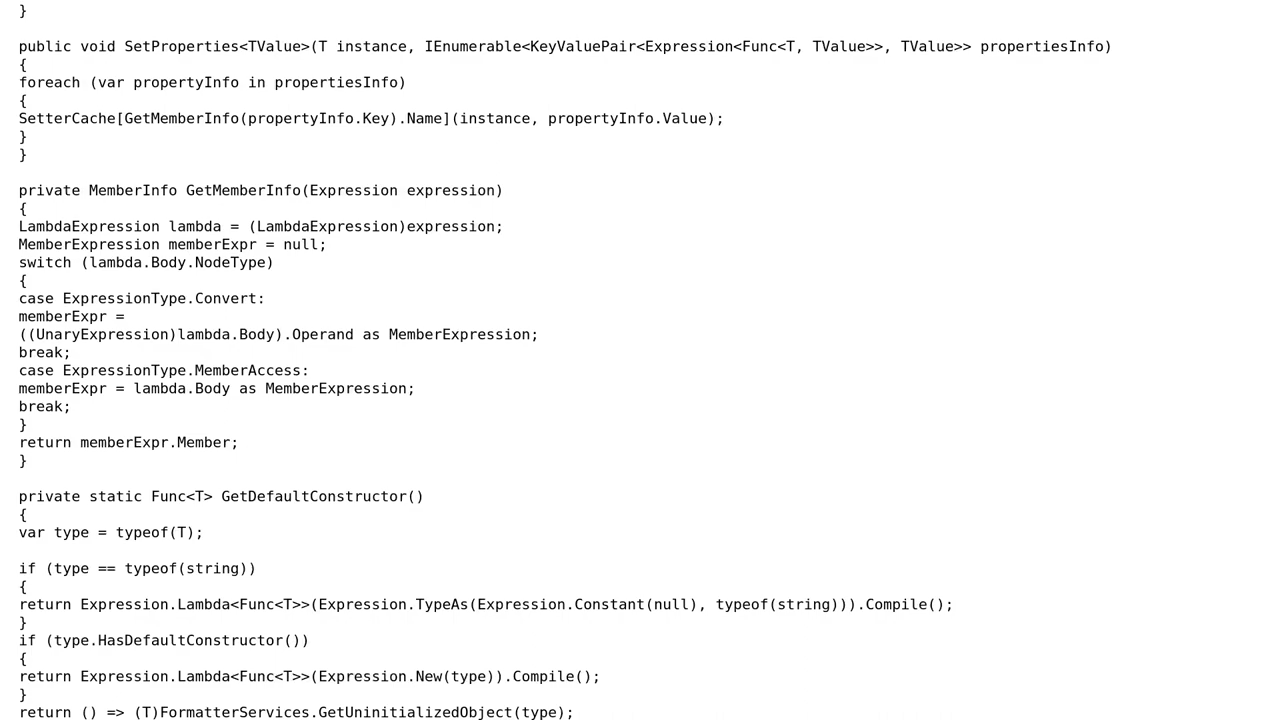 }
public void SetProperties<TValue>(T instance, IEnumerable<KeyValuePair<Expression<Func<T, TValue>>, TValue>> propertiesInfo)
{
foreach (var propertyInfo in propertiesInfo)
{
SetterCache[GetMemberInfo(propertyInfo.Key).Name](instance, propertyInfo.Value);
}
}
private MemberInfo GetMemberInfo(Expression expression)
{
LambdaExpression lambda = (LambdaExpression)expression;
MemberExpression memberExpr = null;
switch (lambda.Body.NodeType)
{
case ExpressionType.Convert:
memberExpr =
((UnaryExpression)lambda.Body).Operand as MemberExpression;
break;
case ExpressionType.MemberAccess:
memberExpr = lambda.Body as MemberExpression;
break;
}
return memberExpr.Member;
}
private static Func<T> GetDefaultConstructor()
{
var type = typeof(T);
if (type == typeof(string))
{
return Expression.Lambda<Func<T>>(Expression.TypeAs(Expression.Constant(null), typeof(string))).Compile();
}
if (type.HasDefaultConstructor())
{
return Expression.Lambda<Func<T>>(Expression.New(type)).Compile();
}
return () => (T)FormatterServices.GetUninitializedObject(type);